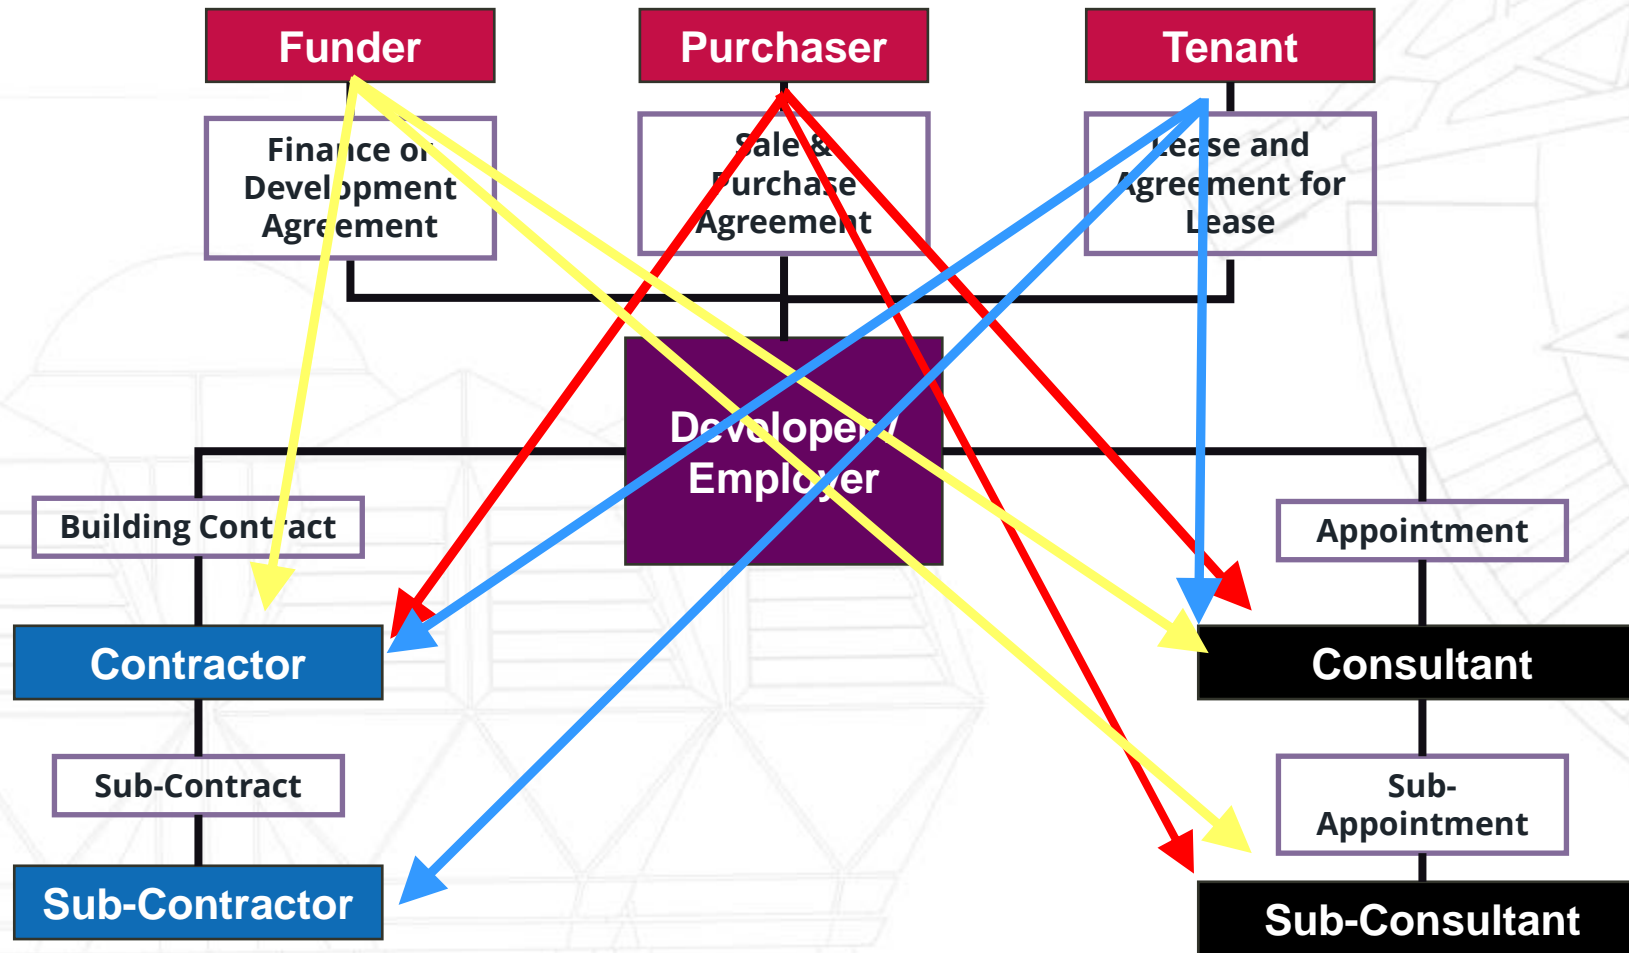 Funder
Purchaser
Tenant
Finance or
Development
Agreement
Sale &
Purchase
Agreement
Lease and
Agreement for
Lease
Developer /
Employer
Building Contract
Appointment
Contractor
Consultant
Sub-Contract
Sub-
Appointment
Sub-Contractor
Sub-Consultant